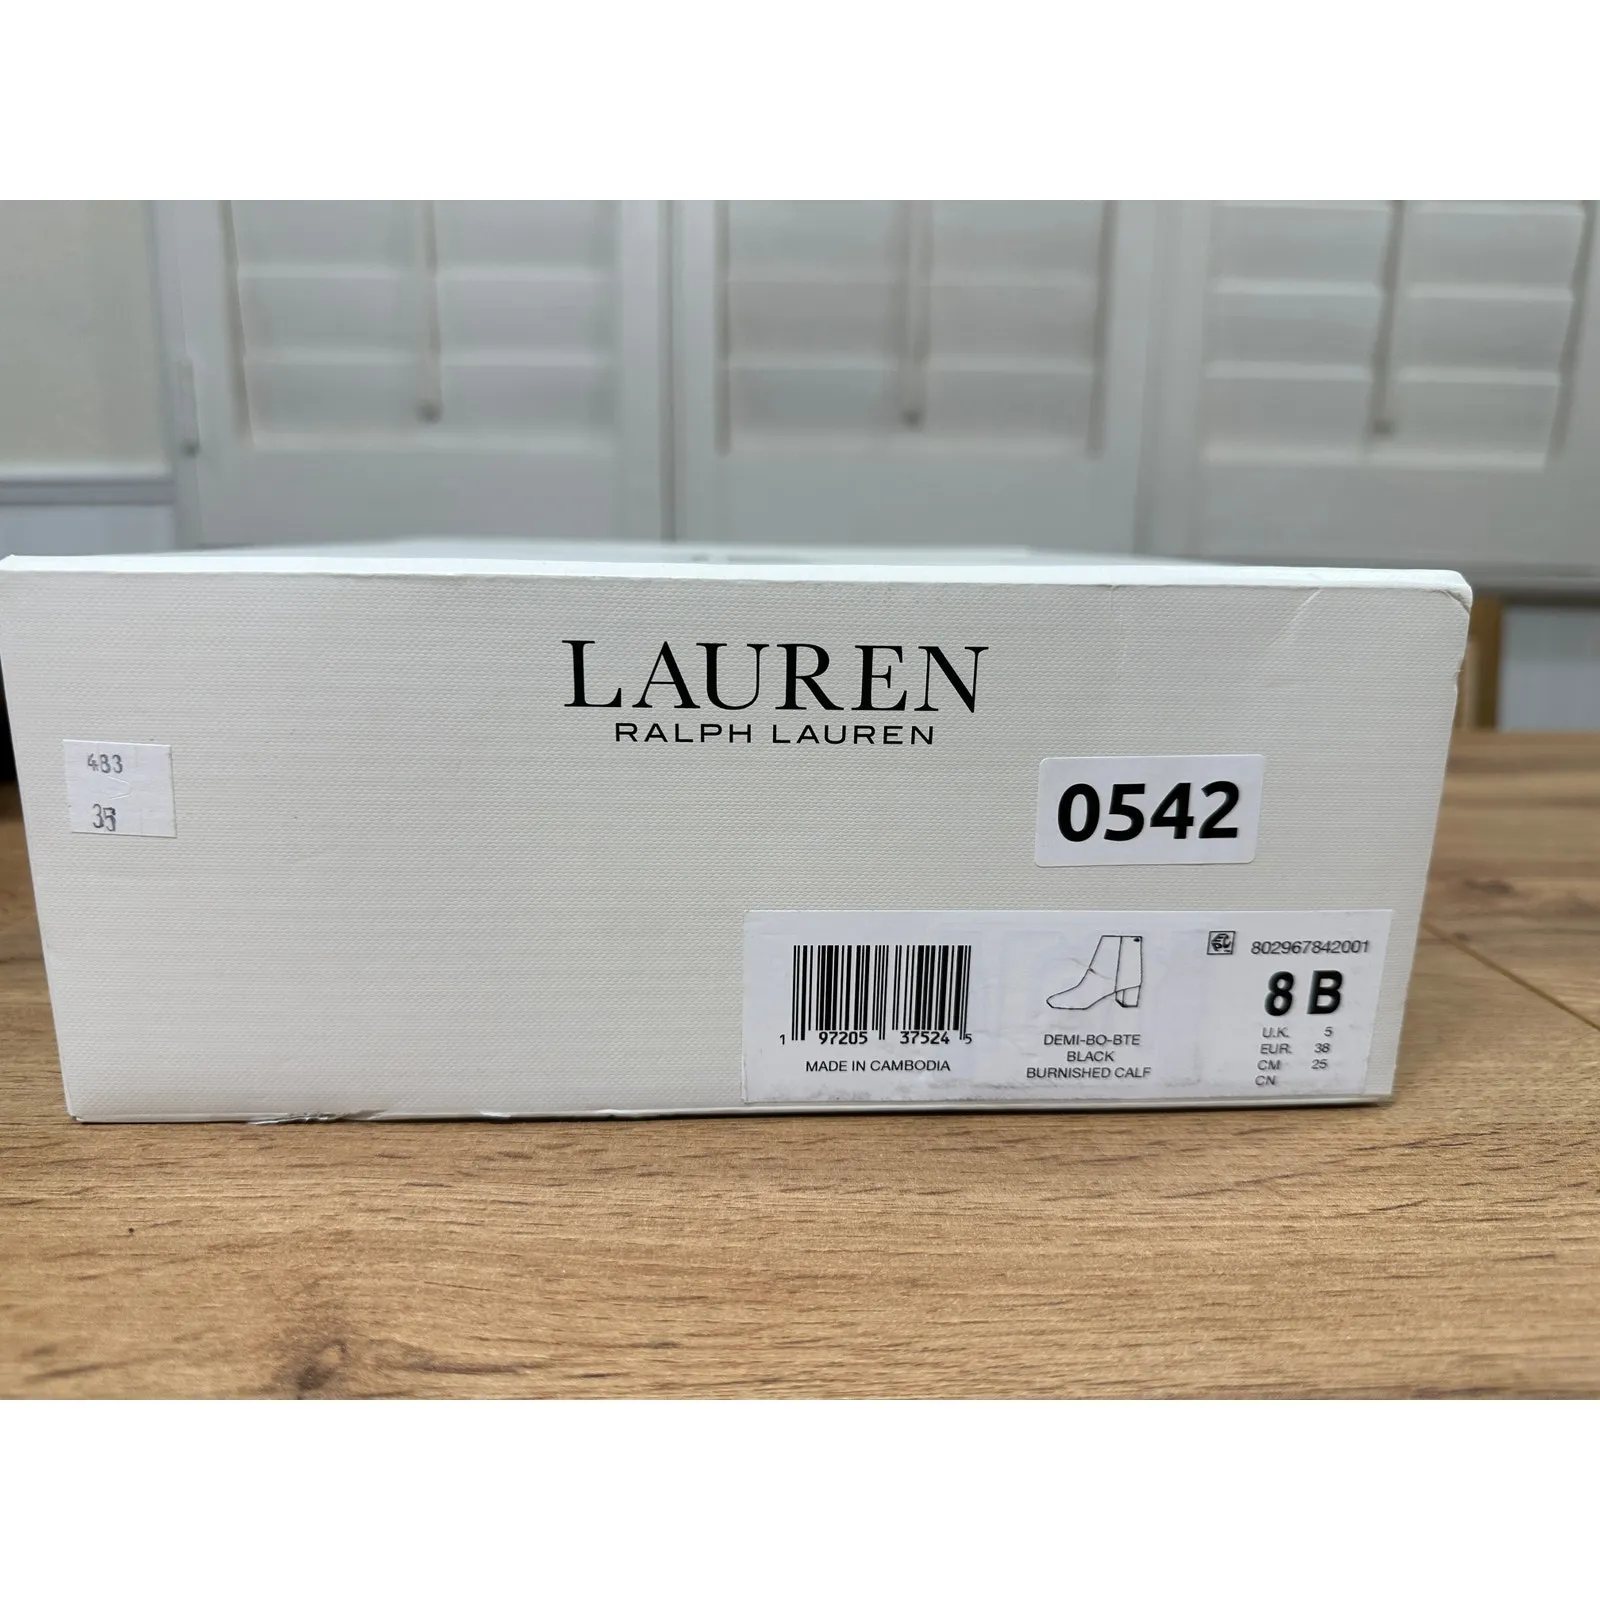 LAUREN
RALPH LAUREN
483
0542
802967842001
8 B
U.K. 5
EUR. 38
CM 25
CN
1 97205 37524 5
MADE IN CAMBODIA
DEMI-BO-BTE
BLACK
BURNISHED CALF